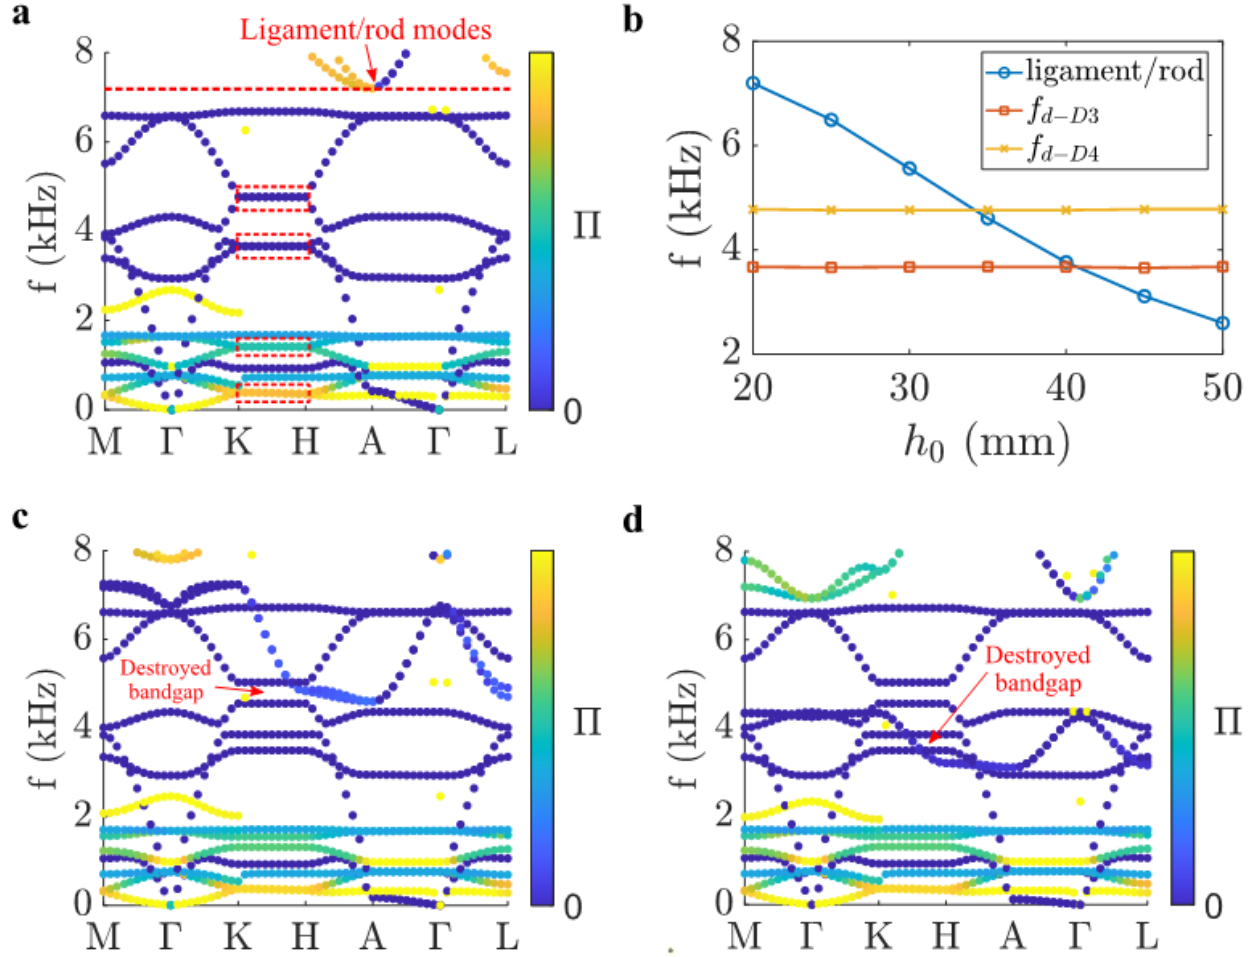 a
Ligament/rod modes
8
6
4
2
0
f (kHz)
M Γ K H A Γ L
Π
0
b
8
6
4
2
f (kHz)
ligament/rod
f_{d−D3}
f_{d−D4}
20 30 40 50
h_0 (mm)
c
8
6
4
2
0
f (kHz)
Destroyed
bandgap
M Γ K H A Γ L
Π
0
d
8
6
4
2
0
f (kHz)
Destroyed
bandgap
M Γ K H A Γ L
Π
0